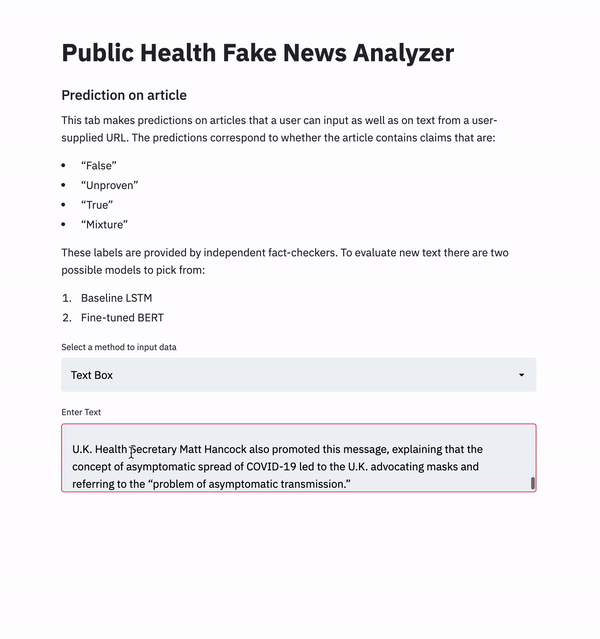 Public Health Fake News Analyzer
Prediction on article
This tab makes predictions on articles that a user can input as well as on text from a user-
supplied URL. The predictions correspond to whether the article contains claims that are:
• “False”
• “Unproven”
• “True”
• “Mixture”
These labels are provided by independent fact-checkers. To evaluate new text there are two
possible models to pick from:
1. Baseline LSTM
2. Fine-tuned BERT
Select a method to input data
Text Box
Enter Text
U.K. Health Secretary Matt Hancock also promoted this message, explaining that the
concept of asymptomatic spread of COVID-19 led to the U.K. advocating masks and
referring to the “problem of asymptomatic transmission.”